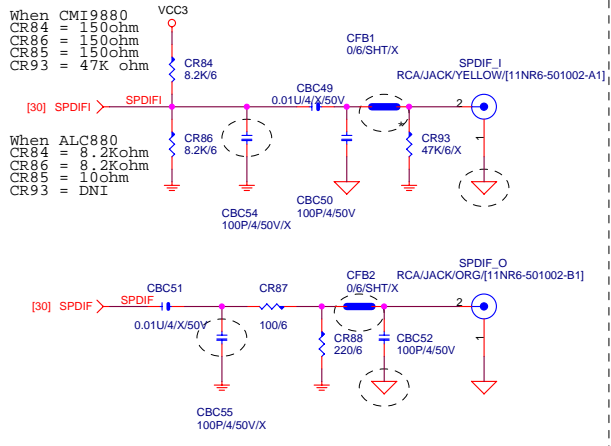 When CMI9880
CR84 = 150ohm
CR86 = 150ohm
CR85 = 150ohm
CR93 = 47K ohm
VCC3
CR84
8.2K/6
CFB1
0/6/SHT/X
SPDIF_I
RCA/JACK/YELLOW/[11NR6-501002-A1]
CBC49
0.01U/4/X/50V
[30] SPDIFI
SPDIFI
2
1
When ALC880
CR84 = 8.2Kohm
CR86 = 8.2Kohm
CR85 = 10ohm
CR93 = DNI
CR86
8.2K/6
*
CR93
47K/6/X
CBC54
100P/4/50V/X
CBC50
100P/4/50V
SPDIF_O
RCA/JACK/ORG/[11NR6-501002-B1]
CBC51
0.01U/4/X/50V
CR87
100/6
CFB2
0/6/SHT/X
[30] SPDIF
SPDIF
2
1
CR88
220/6
CBC52
100P/4/50V
CBC55
100P/4/50V/X